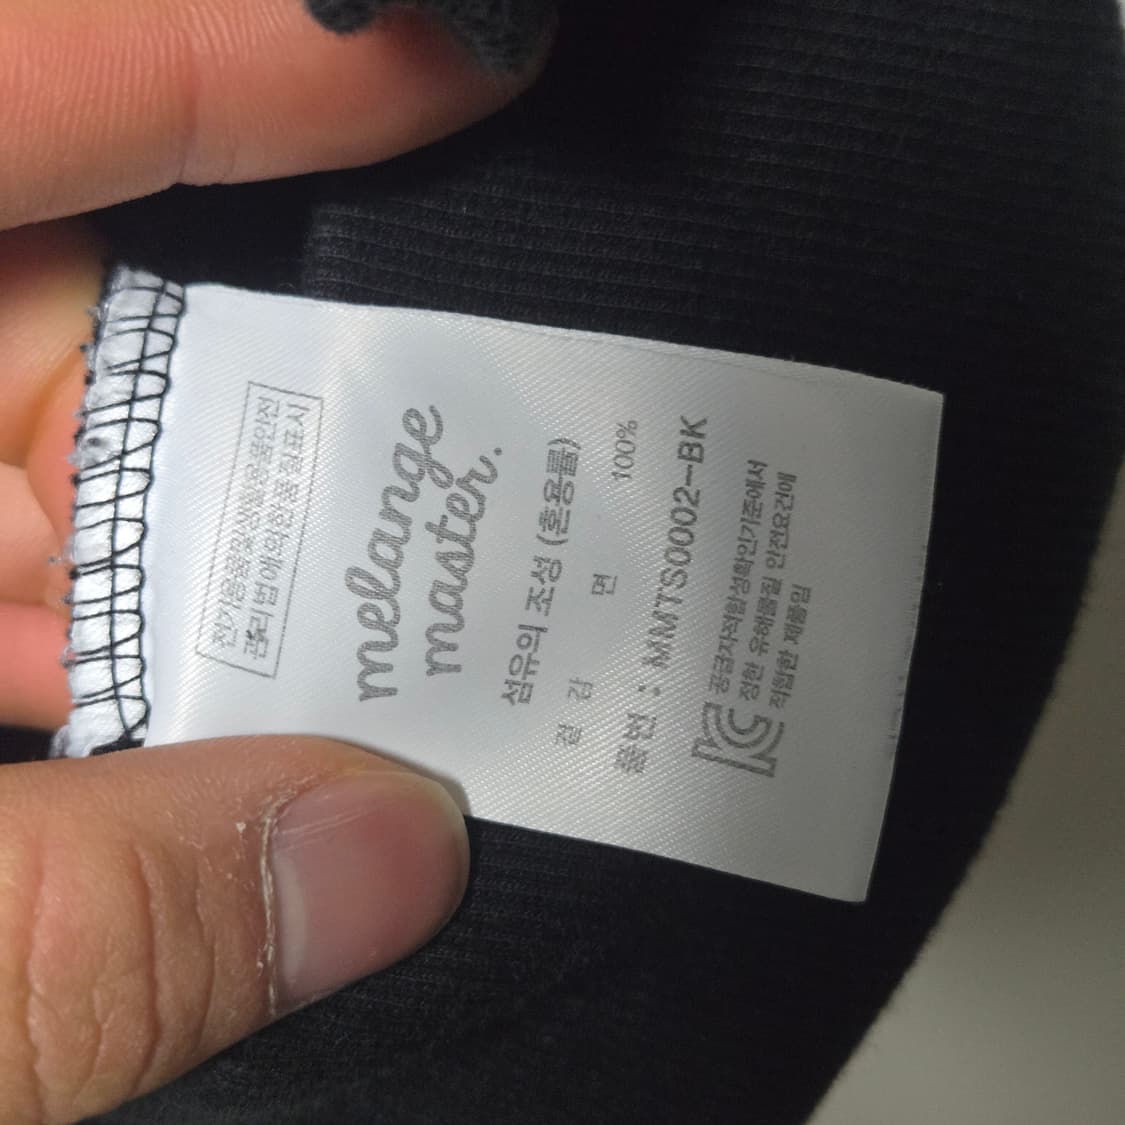 전기용품및생활용품안전
관리법에의한품질표시
melange
master.
섬유의 조성 (혼용률)
겉감
면 100%
품번 : MMTS0002-BK
KC
공급자적합성확인기준에서
정한 유해물질 안전요건에
적합한 제품임